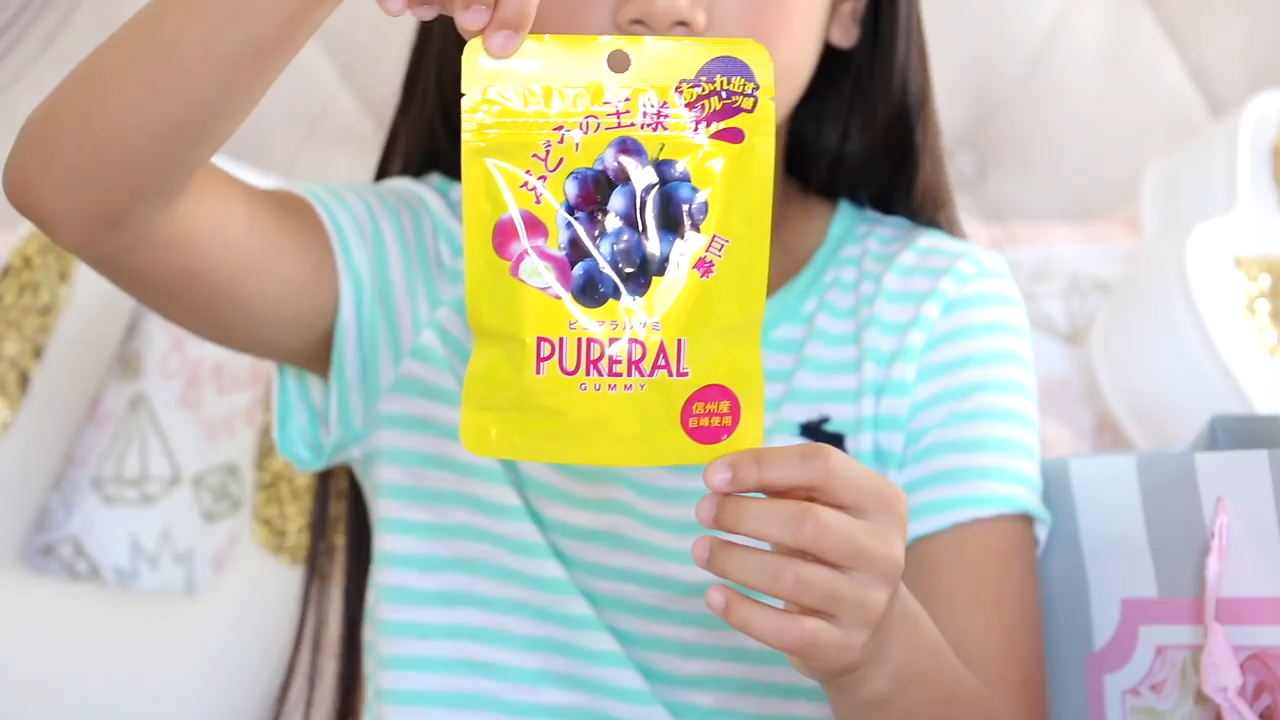 あふれ出す
フルーツ感
ぶどうの王様
巨峰
ピュアラルグミ
PURERAL
GUMMY
信州産
巨峰使用